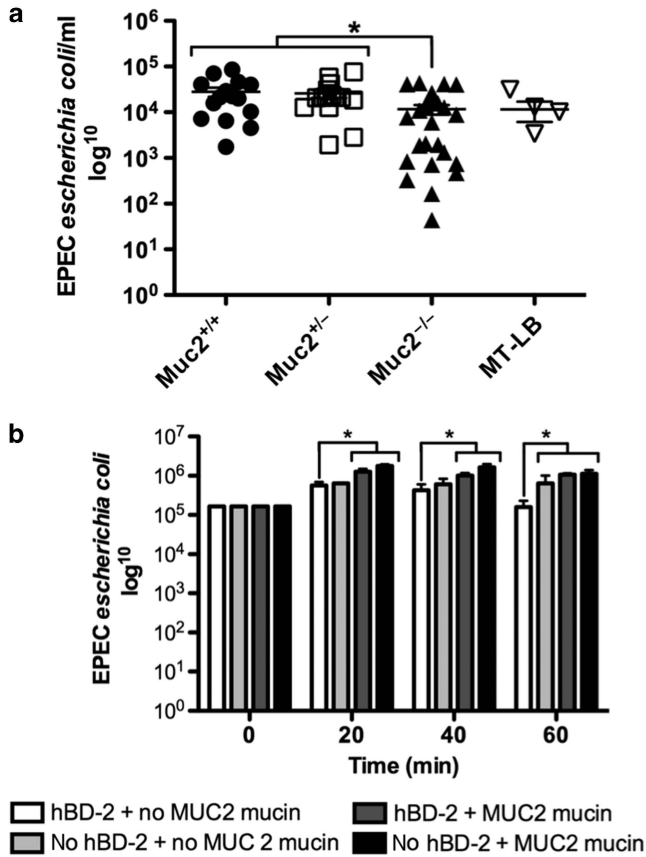 a
*
EPEC escherichia coli/ml
log10
10⁶
10⁵
10⁴
10³
10²
10¹
10⁰
Muc2+/+
Muc2+/−
Muc2−/−
MT-LB
b
* * *
EPEC escherichia coli
log10
10⁷
10⁶
10⁵
10⁴
10³
10²
10¹
10⁰
0 20 40 60
Time (min)
hBD-2 + no MUC2 mucin
hBD-2 + MUC2 mucin
No hBD-2 + no MUC 2 mucin
No hBD-2 + MUC2 mucin